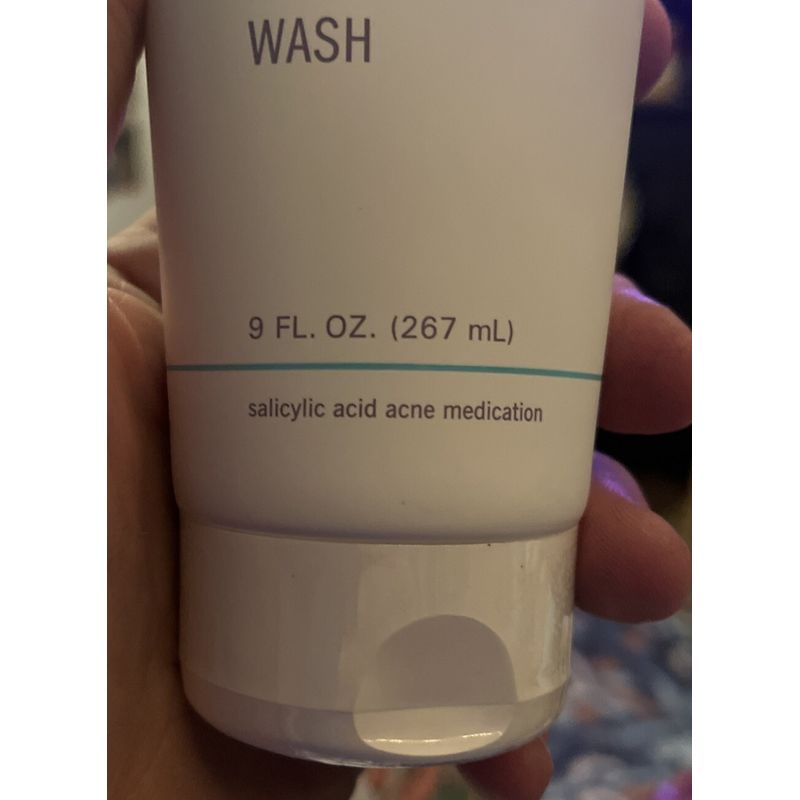 WASH
9 FL. OZ. (267 mL)
salicylic acid acne medication